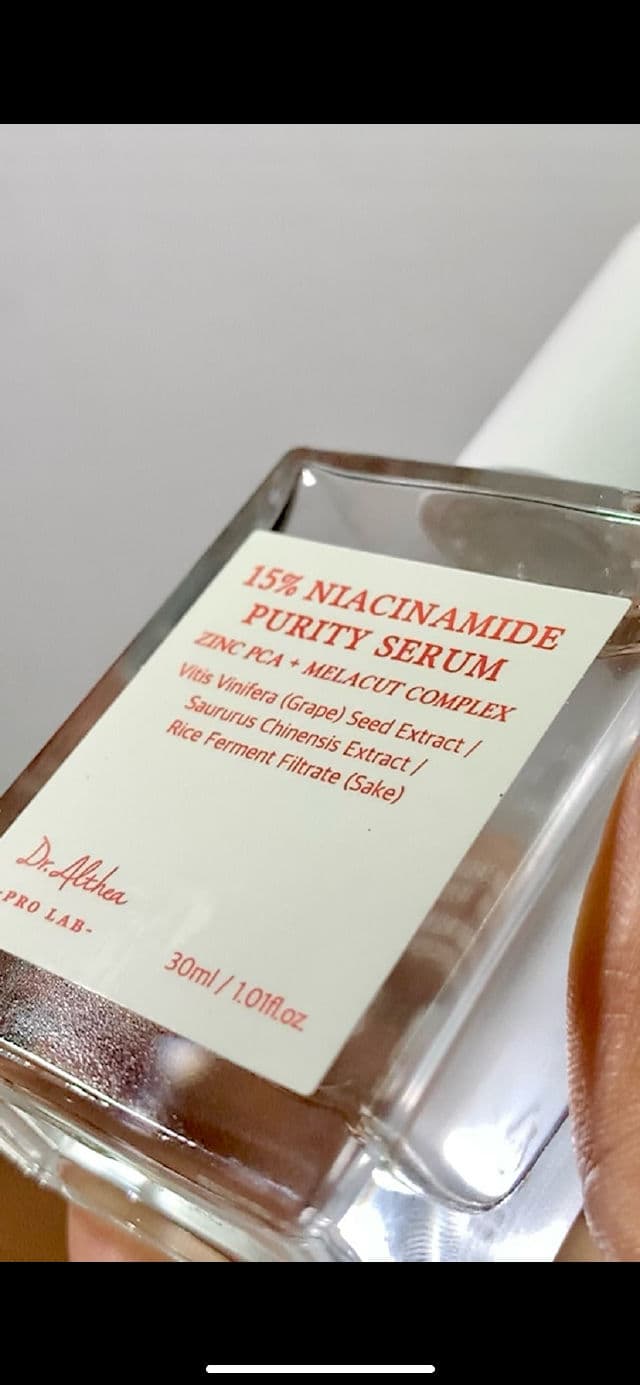 15% NIACINAMIDE
PURITY SERUM
ZINC PCA + MELACUT COMPLEX
Vitis Vinifera (Grape) Seed Extract /
Saururus Chinensis Extract /
Rice Ferment Filtrate (Sake)
Dr.Althea
-PRO LAB-
30ml / 1.01fl.oz